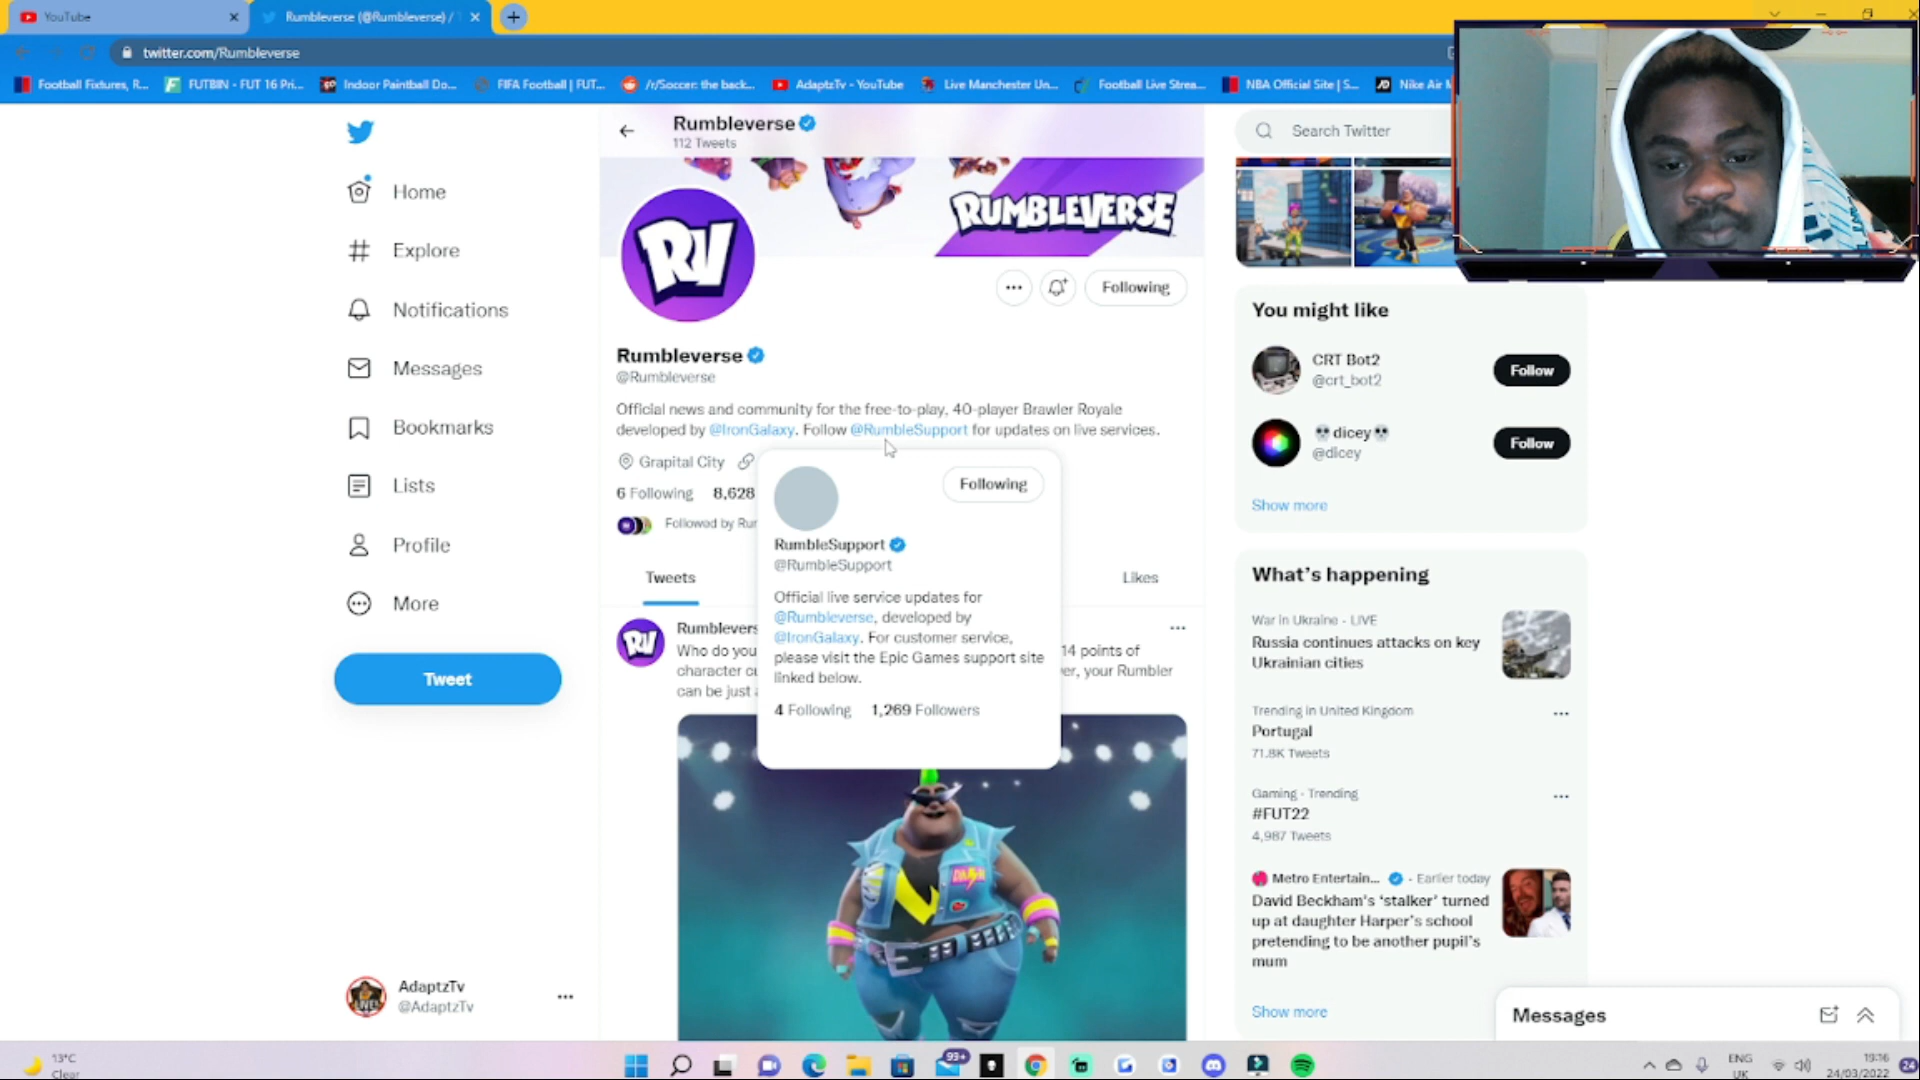 YouTube
Rumbleverse (@Rumbleverse) /
twitter.com/Rumbleverse
Football Fixtures, R...
FUTBIN - FUT 16 Pri...
Indoor Paintball Do...
FIFA Football | FUT...
/r/Soccer: the back...
AdaptzTv - YouTube
Live Manchester Un...
Football Live Strea...
NBA Official Site | S...
Nike Air M
Home
Explore
Notifications
Messages
Bookmarks
Lists
Profile
More
Tweet
AdaptzTv
@AdaptzTv
Rumbleverse
112 Tweets
RUMBLEVERSE
RV
Following
Rumbleverse
@Rumbleverse
Official news and community for the free-to-play, 40-player Brawler Royale
developed by @IronGalaxy. Follow @RumbleSupport for updates on live services.
Grapital City
6 Following 8,628
Followed by Rum
Tweets
Likes
Following
RumbleSupport
@RumbleSupport
Official live service updates for
@Rumbleverse, developed by
@IronGalaxy. For customer service,
please visit the Epic Games support site
linked below.
4 Following 1,269 Followers
RV
Rumblevers
Who do you 14 points of
character cu er, your Rumbler
can be just a
Search Twitter
You might like
CRT Bot2
@crt_bot2
Follow
💀dicey💀
@dicey
Follow
Show more
What's happening
War in Ukraine · LIVE
Russia continues attacks on key
Ukrainian cities
Trending in United Kingdom
Portugal
71.8K Tweets
Gaming · Trending
#FUT22
4,987 Tweets
Metro Entertain... · Earlier today
David Beckham's 'stalker' turned
up at daughter Harper's school
pretending to be another pupil's
mum
Show more
Messages
13°C
Clear
99+
ENG
UK
19:16
24/03/2022
24